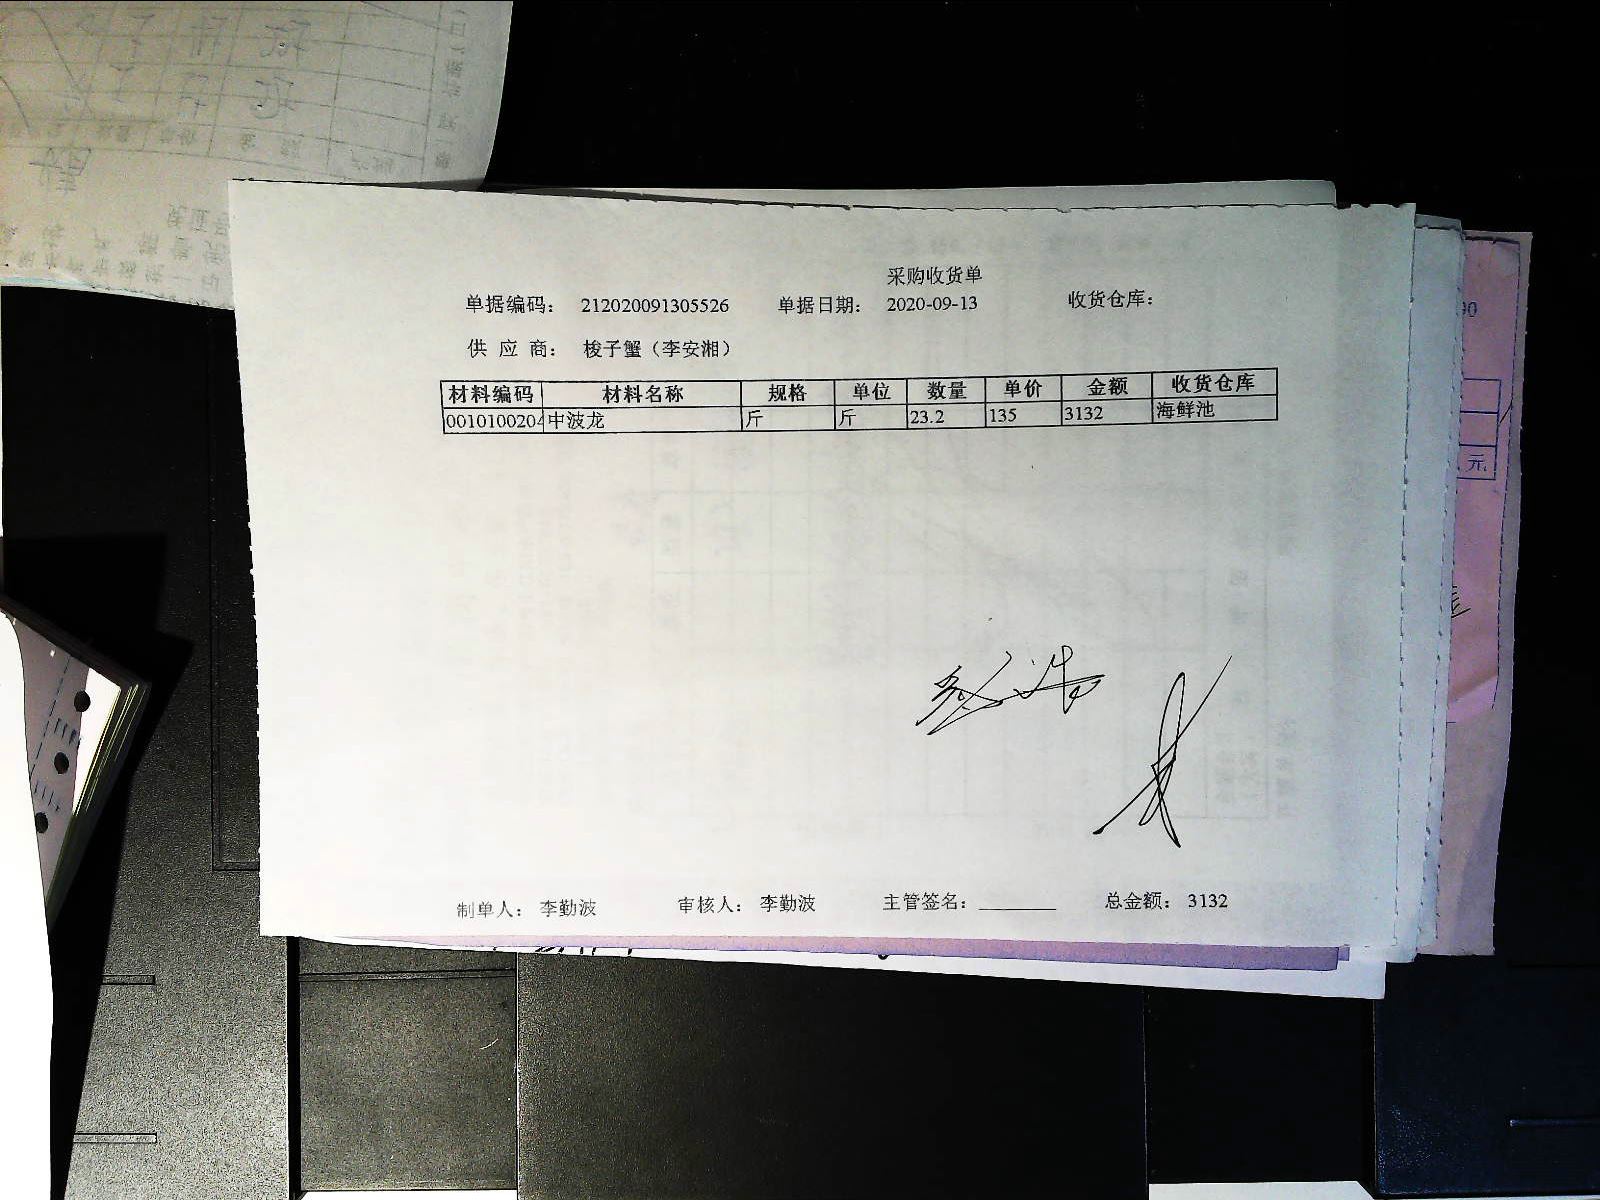 采购收货单
单据编码： 212020091305526 单据日期： 2020-09-13 收货仓库：
供 应 商： 梭子蟹（李安湘）
材料编码 材料名称 规格 单位 数量 单价 金额 收货仓库
0010100204 中波龙 斤 斤 23.2 135 3132 海鲜池
制单人： 李勤波 审核人： 李勤波 主管签名：______ 总金额： 3132
元